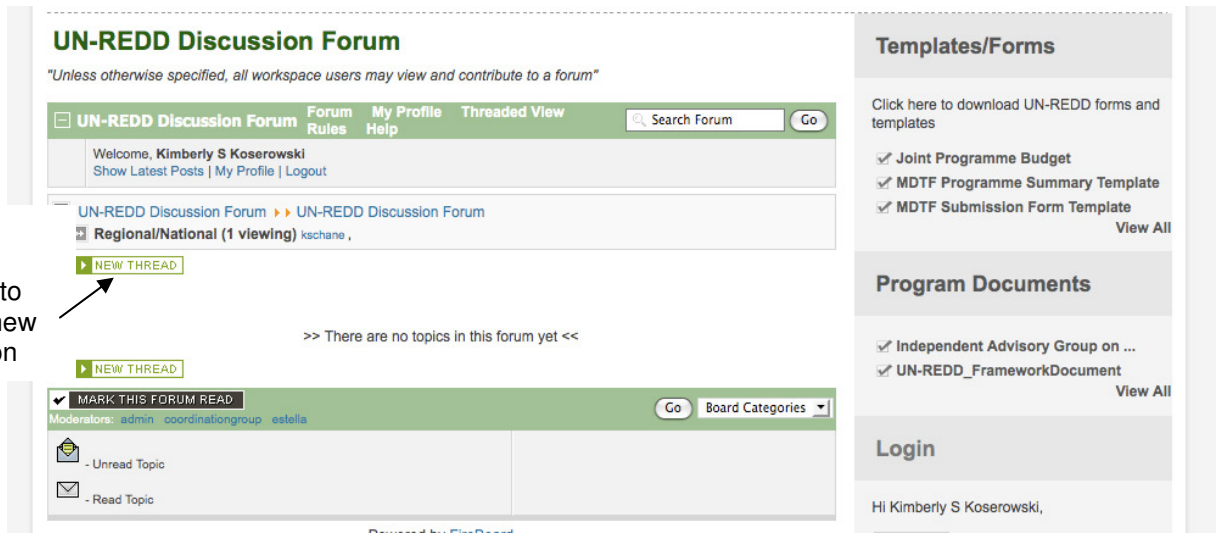 UN-REDD Discussion Forum
"Unless otherwise specified, all workspace users may view and contribute to a forum"
UN-REDD Discussion Forum Forum Rules My Profile Help Threaded View Search Forum Go
Welcome, Kimberly S Koserowski
Show Latest Posts | My Profile | Logout
UN-REDD Discussion Forum UN-REDD Discussion Forum
Regional/National (1 viewing) kschane ,
NEW THREAD
to
new
on
>> There are no topics in this forum yet <<
NEW THREAD
MARK THIS FORUM READ
Moderators: admin coordinationgroup estella
Go Board Categories
- Unread Topic
- Read Topic
Powered by FireBoard
Templates/Forms
Click here to download UN-REDD forms and
templates
Joint Programme Budget
MDTF Programme Summary Template
MDTF Submission Form Template
View All
Program Documents
Independent Advisory Group on ...
UN-REDD_FrameworkDocument
View All
Login
Hi Kimberly S Koserowski,